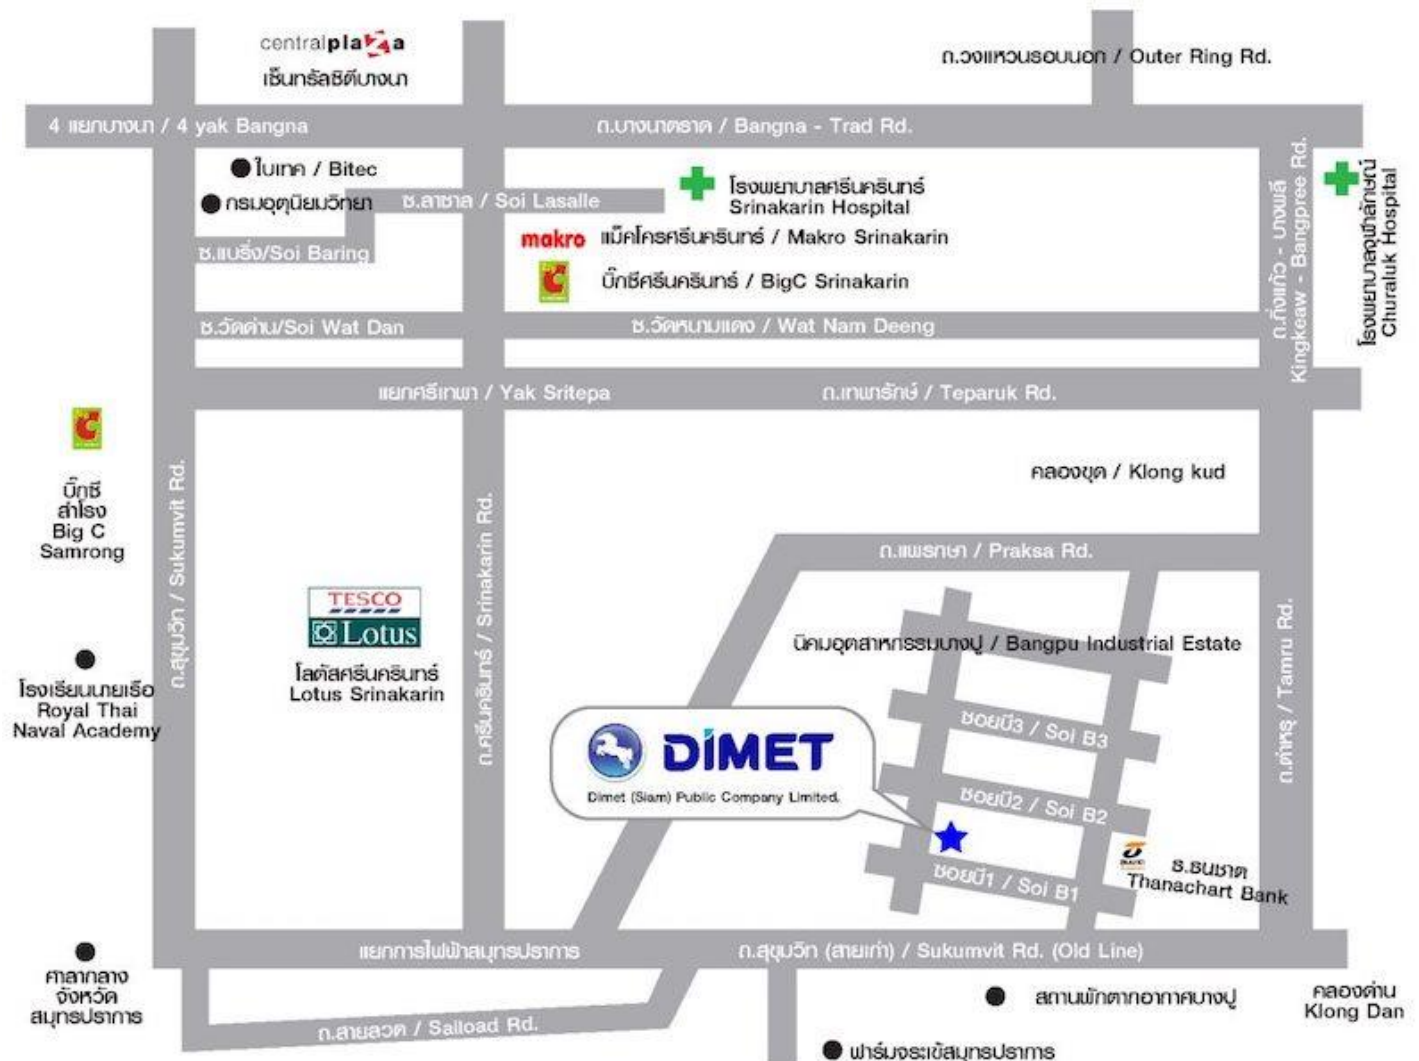 centralplaza
เซ็นทรัลซิตีบางนา
ถ.วงแหวนรอบนอก / Outer Ring Rd.
4 แยกบางนา / 4 yak Bangna
ถ.บางนาตราด / Bangna - Trad Rd.
ไบเทค / Bitec
กรมอุตุนิยมวิทยา
ซ.ลาซาล / Soi Lasalle
ซ.แบริ่ง/Soi Baring
โรงพยาบาลศรีนครินทร์
Srinakarin Hospital
makro แม็คโครศรีนครินทร์ / Makro Srinakarin
บิ๊กซีศรีนครินทร์ / BigC Srinakarin
ถ.กิ่งแก้ว - บางพลี
Kingkeaw - Bangpree Rd.
โรงพยาบาลจุฬาลักษณ์
Churaluk Hospital
ซ.วัดด่าน/Soi Wat Dan
ซ.วัดหนามแดง / Wat Nam Deeng
แยกศรีเทพา / Yak Sritepa
ถ.เทพารักษ์ / Teparuk Rd.
บิ๊กซี
สำโรง
Big C
Samrong
ถ.สุขุมวิท / Sukumvit Rd.
ถ.ศรีนครินทร์ / Srinakarin Rd.
คลองขุด / Klong kud
ถ.แพรกษา / Praksa Rd.
TESCO
Lotus
โลตัสศรีนครินทร์
Lotus Srinakarin
นิคมอุตสาหกรรมบางปู / Bangpu Industrial Estate
ถ.ตำหรุ / Tamru Rd.
โรงเรียนนายเรือ
Royal Thai
Naval Academy
ซอยบี3 / Soi B3
DIMET
Dimet (Siam) Public Company Limited.
ซอยบี2 / Soi B2
ซอยบี1 / Soi B1
ธ.ธนชาต
Thanachart Bank
แยกการไฟฟ้าสมุทรปราการ
ถ.สุขุมวิท (สายเก่า) / Sukumvit Rd. (Old Line)
ศาลากลาง
จังหวัด
สมุทรปราการ
ถ.สายลวด / Saiload Rd.
สถานพักตากอากาศบางปู
คลองด่าน
Klong Dan
ฟาร์มจระเข้สมุทรปราการ